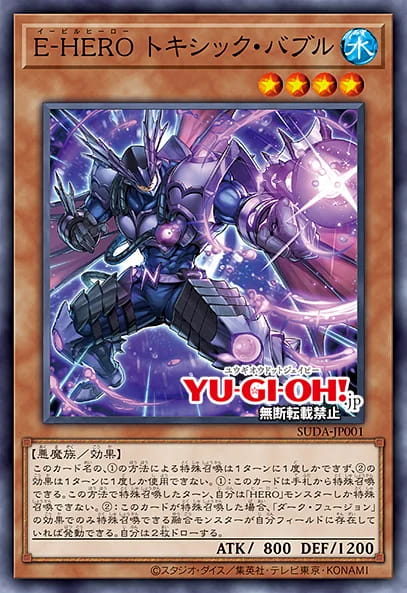 イービルヒーロー
E-HERO トキシック・バブル 水
ユウギオウドットジェイピー
YU-GI-OH!.jp
無断転載禁止
SUDA-JP001
【悪魔族/効果】
このカード名の、①の方法による特殊召喚は1ターンに1度しかできず、②の
効果は1ターンに1度しか使用できない。①:このカードは手札から特殊召喚
できる。この方法で特殊召喚したターン、自分は「HERO」モンスターしか特殊
召喚できない。②:このカードが特殊召喚した場合、「ダーク・フュージョン」
の効果でのみ特殊召喚できる融合モンスターが自分フィールドに存在して
いれば発動できる。自分は2枚ドローする。
ATK/ 800 DEF/1200
©スタジオ・ダイス/集英社・テレビ東京・KONAMI